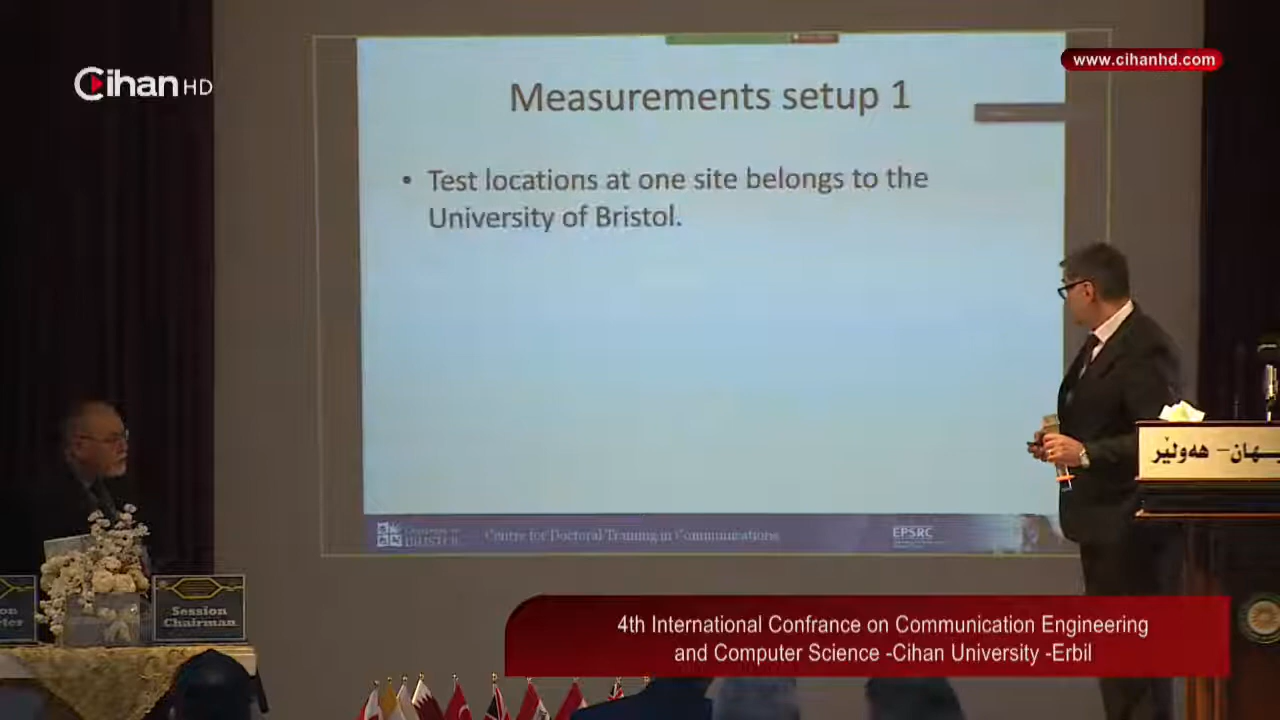 Cihan HD
www.cihanhd.com
Measurements setup 1
• Test locations at one site belongs to the
University of Bristol.
BRISTOL
Centre for Doctoral Training in Communications
EPSRC
هان - هەولێر
Session
Chairman
4th International Confrance on Communication Engineering
and Computer Science -Cihan University -Erbil